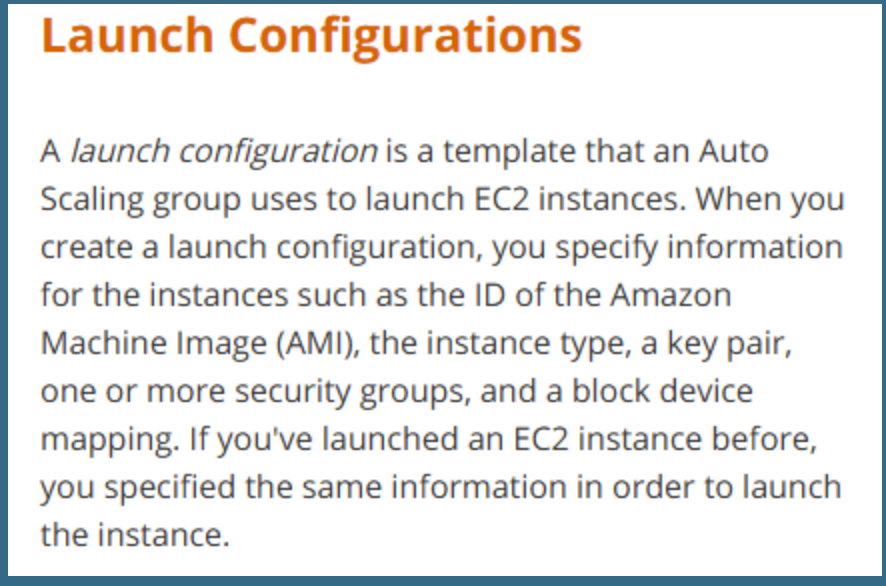 Launch Configurations
A launch configuration is a template that an Auto
Scaling group uses to launch EC2 instances. When you
create a launch configuration, you specify information
for the instances such as the ID of the Amazon
Machine Image (AMI), the instance type, a key pair,
one or more security groups, and a block device
mapping. If you've launched an EC2 instance before,
you specified the same information in order to launch
the instance.